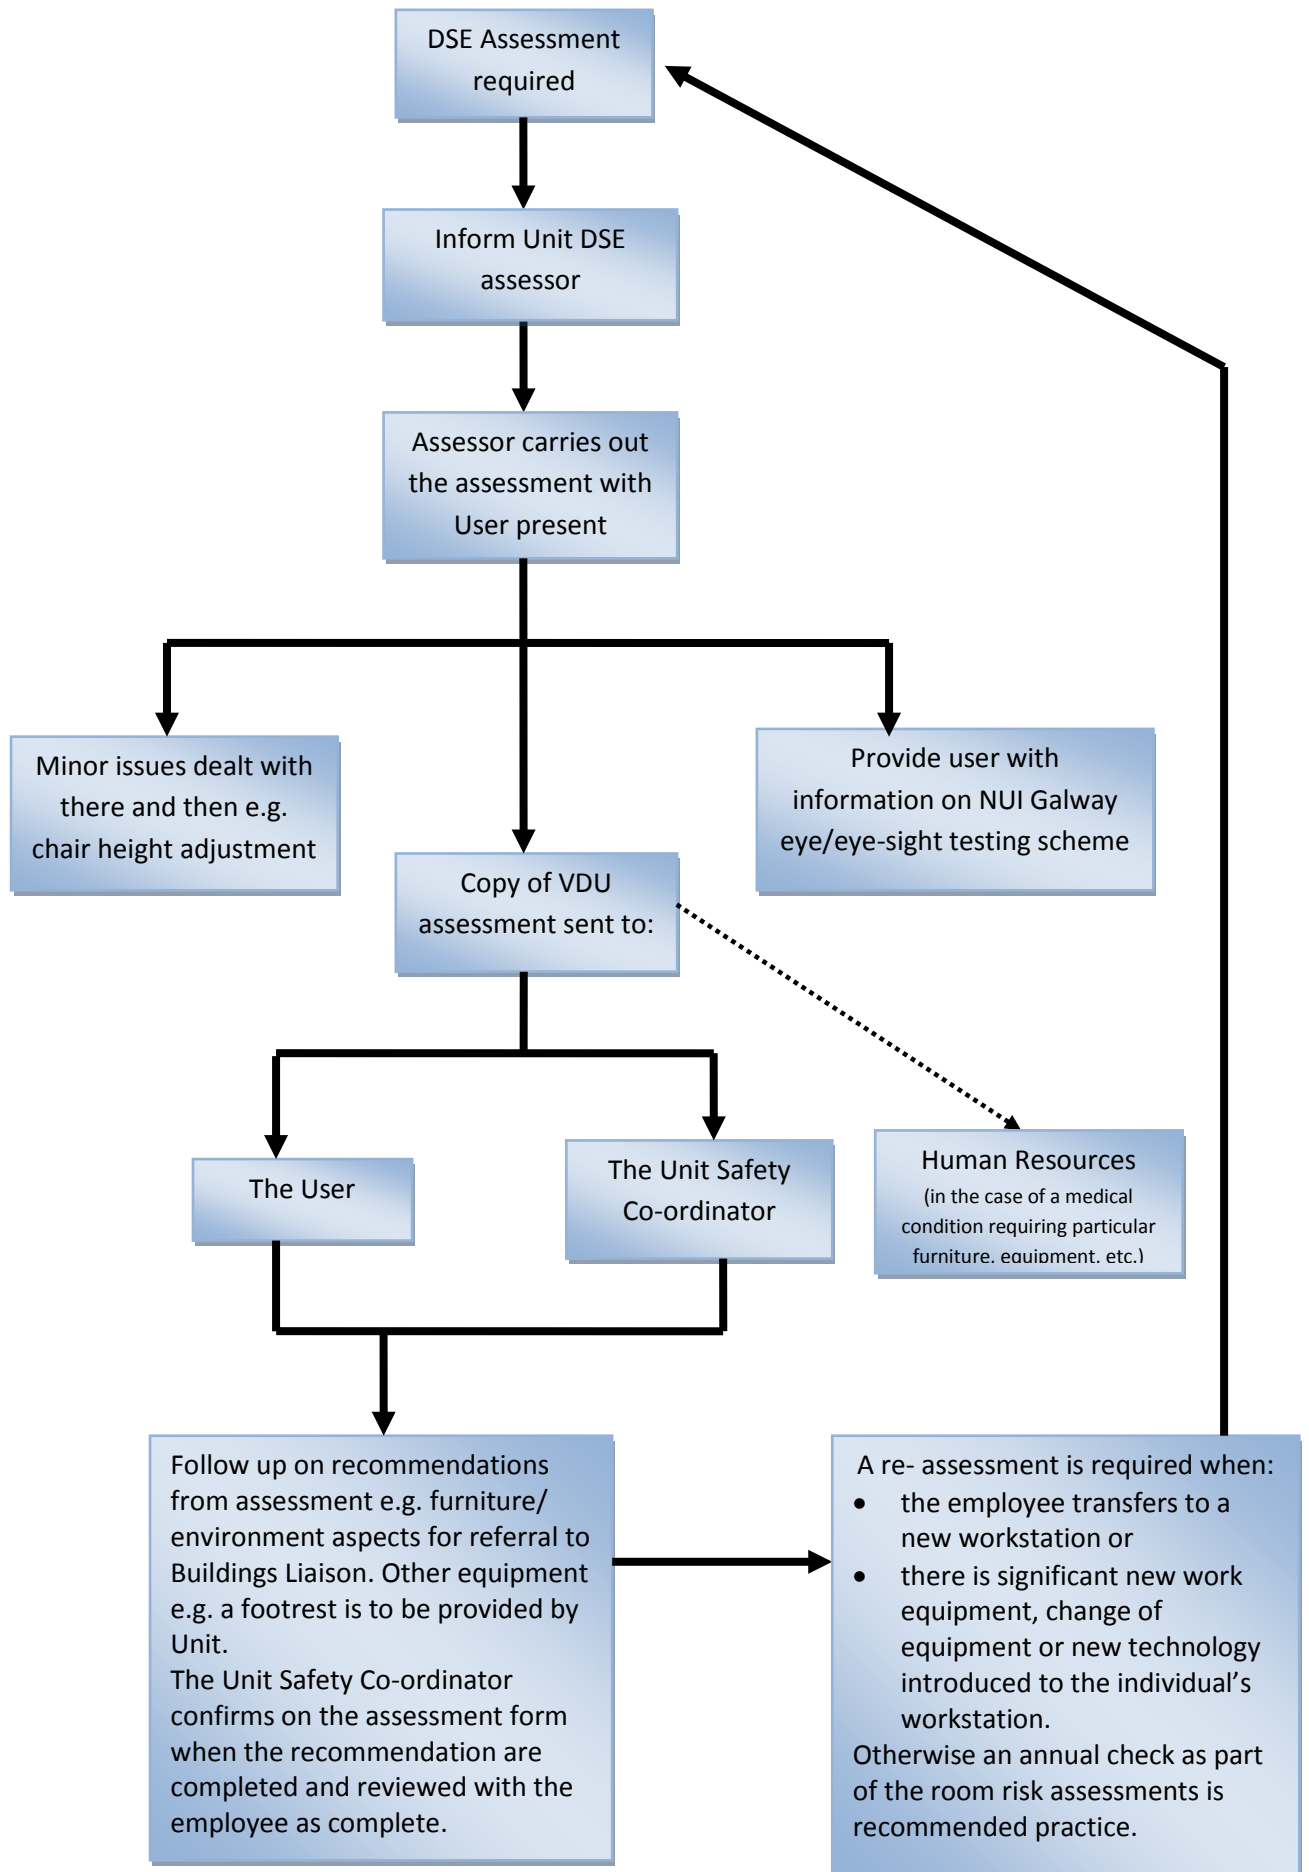 DSE Assessment
required
Inform Unit DSE
assessor
Assessor carries out
the assessment with
User present
Minor issues dealt with
there and then e.g.
chair height adjustment
Provide user with
information on NUI Galway
eye/eye-sight testing scheme
Copy of VDU
assessment sent to:
The User
The Unit Safety
Co-ordinator
Human Resources
(in the case of a medical
condition requiring particular
furniture, equipment, etc.)
Follow up on recommendations
from assessment e.g. furniture/
environment aspects for referral to
Buildings Liaison. Other equipment
e.g. a footrest is to be provided by
Unit.
The Unit Safety Co-ordinator
confirms on the assessment form
when the recommendation are
completed and reviewed with the
employee as complete.
A re- assessment is required when:
• the employee transfers to a
new workstation or
• there is significant new work
equipment, change of
equipment or new technology
introduced to the individual’s
workstation.
Otherwise an annual check as part
of the room risk assessments is
recommended practice.